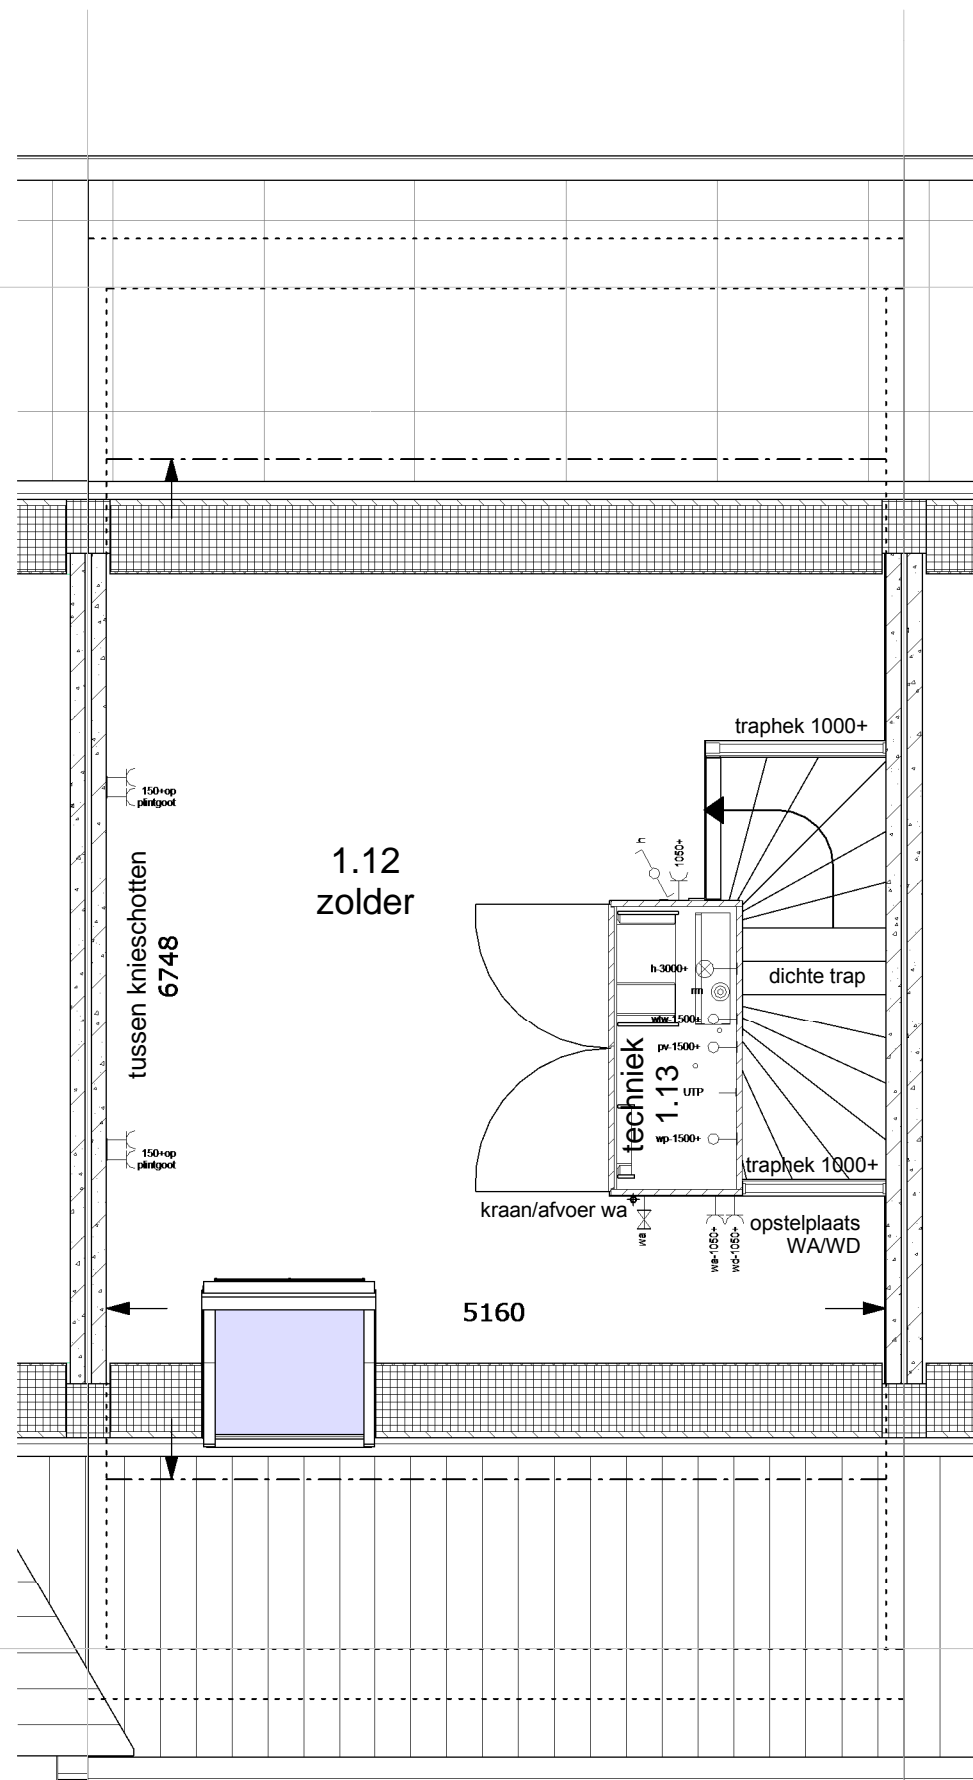 traphek 1000+
150+op
plintgoot
tussen knieschotten
6748
1.12
zolder
h
1050+
h-3000+
rm
wtw-1500+
pv-1500+
UTP
wp-1500+
techniek
1.13
dichte trap
150+op
plintgoot
traphek 1000+
kraan/afvoer wa
wa
wa-1050+
wd-1050+
opstelplaats
WA/WD
5160